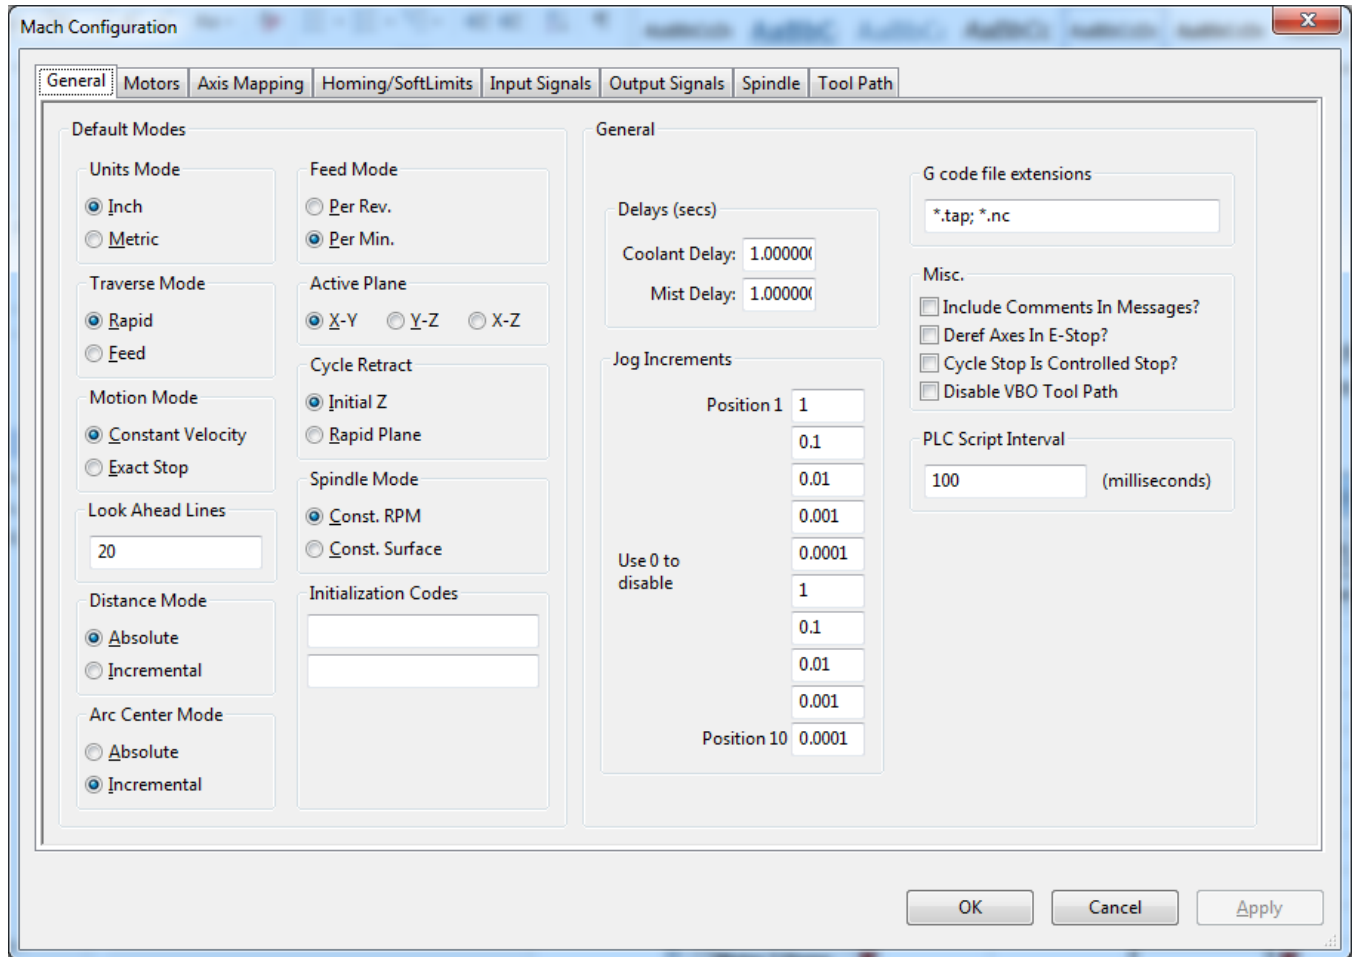 Mach Configuration
General
Motors
Axis Mapping
Homing/SoftLimits
Input Signals
Output Signals
Spindle
Tool Path
Default Modes
Units Mode
Inch
Metric
Traverse Mode
Rapid
Feed
Motion Mode
Constant Velocity
Exact Stop
Look Ahead Lines
20
Distance Mode
Absolute
Incremental
Arc Center Mode
Absolute
Incremental
Feed Mode
Per Rev.
Per Min.
Active Plane
X-Y Y-Z X-Z
Cycle Retract
Initial Z
Rapid Plane
Spindle Mode
Const. RPM
Const. Surface
Initialization Codes
General
Delays (secs)
Coolant Delay: 1.000000
Mist Delay: 1.000000
Jog Increments
Position 1 1
0.1
0.01
0.001
0.0001
Use 0 to
disable
1
0.1
0.01
0.001
Position 10 0.0001
G code file extensions
*.tap; *.nc
Misc.
Include Comments In Messages?
Deref Axes In E-Stop?
Cycle Stop Is Controlled Stop?
Disable VBO Tool Path
PLC Script Interval
100 (milliseconds)
OK
Cancel
Apply